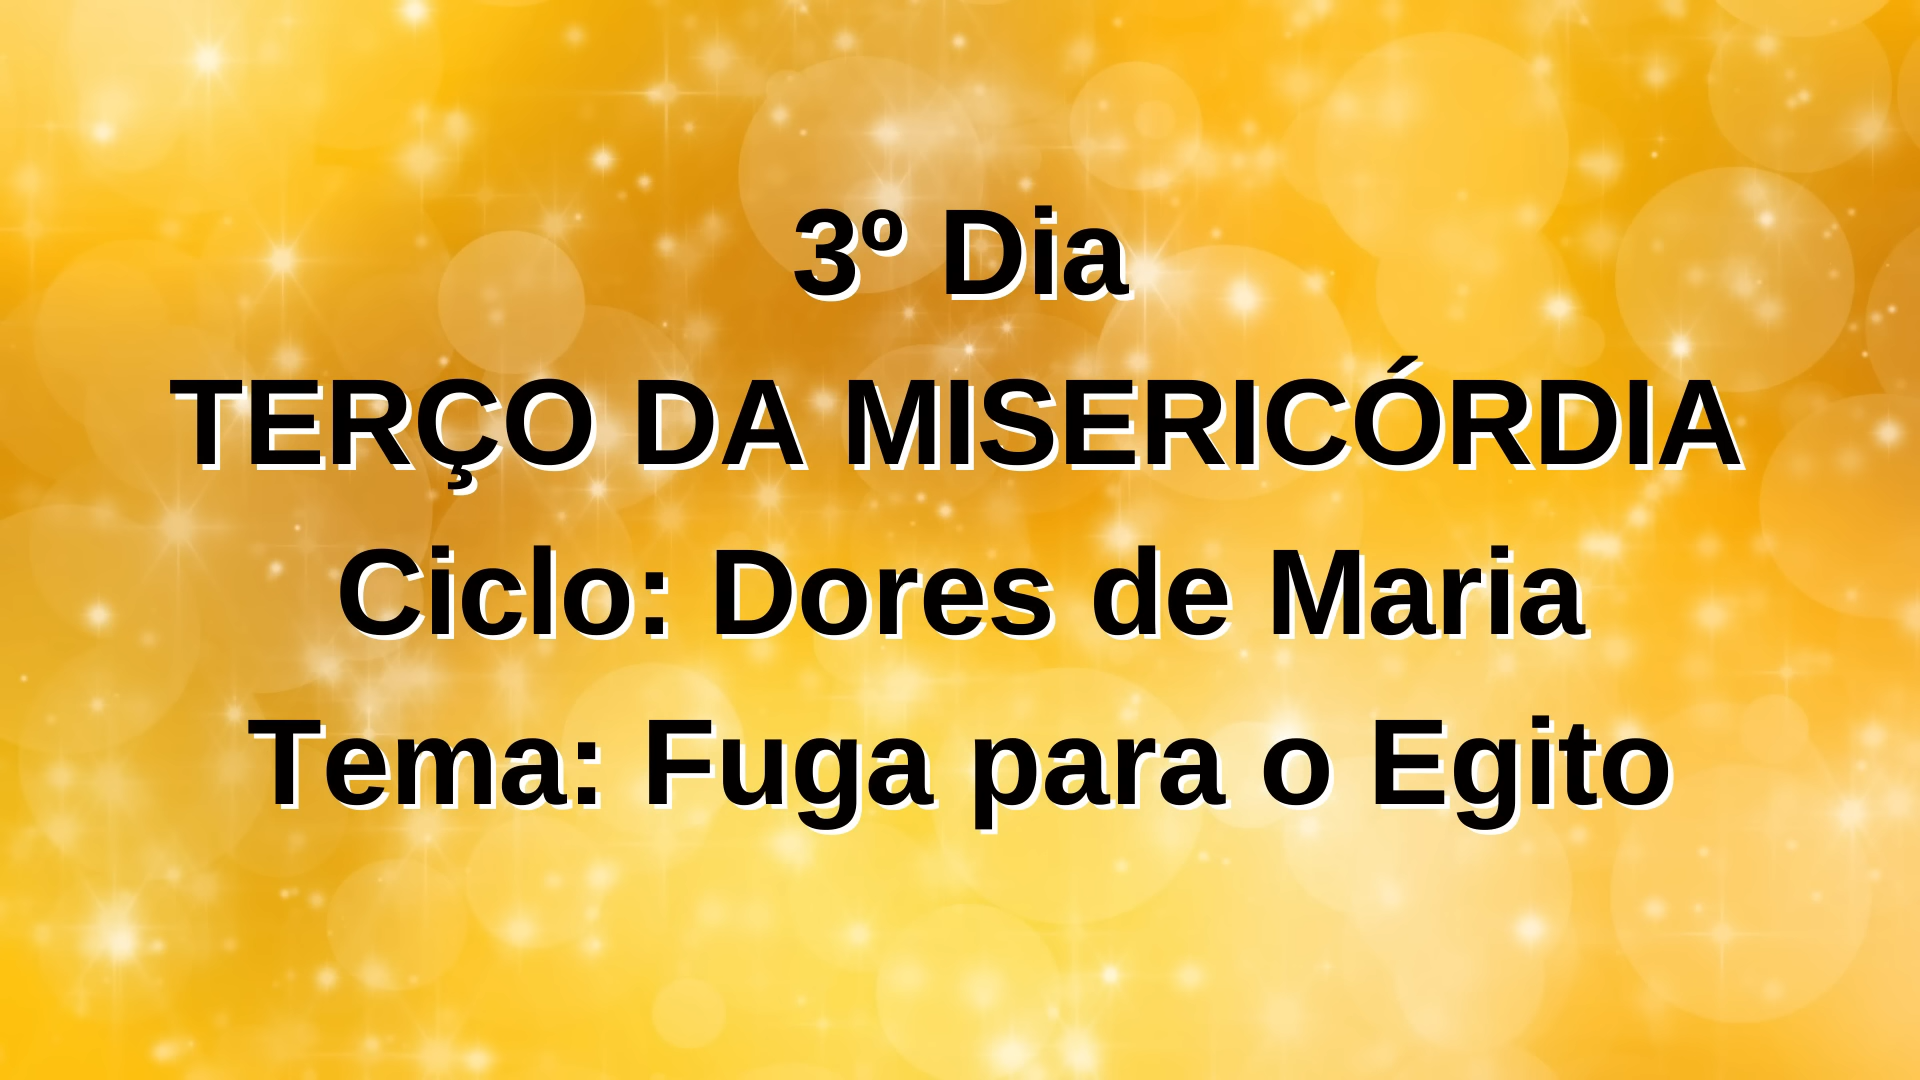 3º Dia
TERÇO DA MISERICÓRDIA
Ciclo: Dores de Maria
Tema: Fuga para o Egito